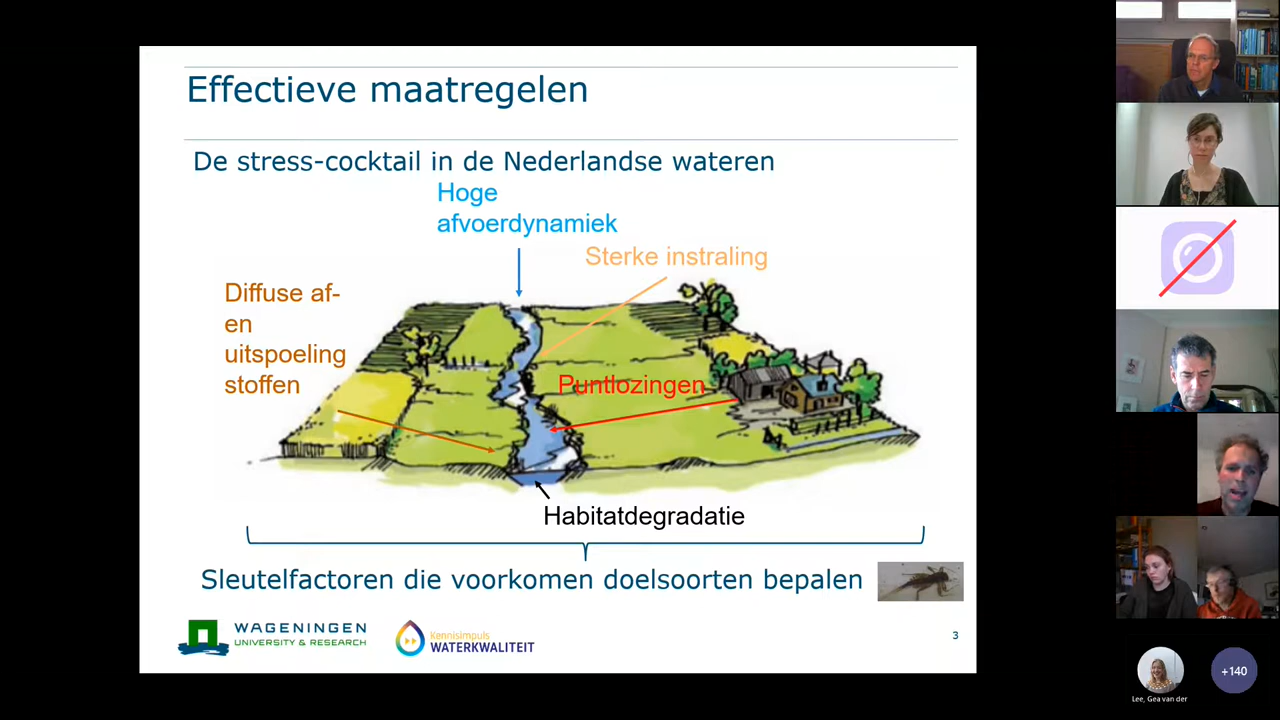 Effectieve maatregelen
De stress-cocktail in de Nederlandse wateren
Hoge
afvoerdynamiek
Sterke instraling
Diffuse af-
en
uitspoeling
stoffen
Puntlozingen
Habitatdegradatie
Sleutelfactoren die voorkomen doelsoorten bepalen
WAGENINGEN
UNIVERSITY & RESEARCH
Kennisimpuls
WATERKWALITEIT
3
+140
Lee, Gea van der